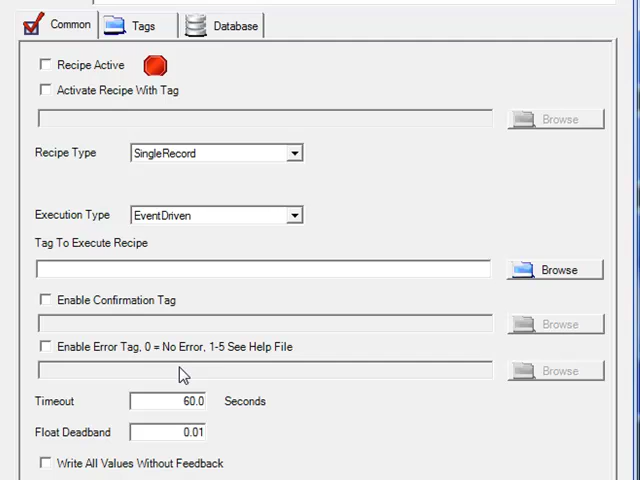 Common Tags Database
Recipe Active
Activate Recipe With Tag
Browse
Recipe Type SingleRecord
Execution Type EventDriven
Tag To Execute Recipe
Browse
Enable Confirmation Tag
Browse
Enable Error Tag, 0 = No Error, 1-5 See Help File
Browse
Timeout 60.0 Seconds
Float Deadband 0.01
Write All Values Without Feedback